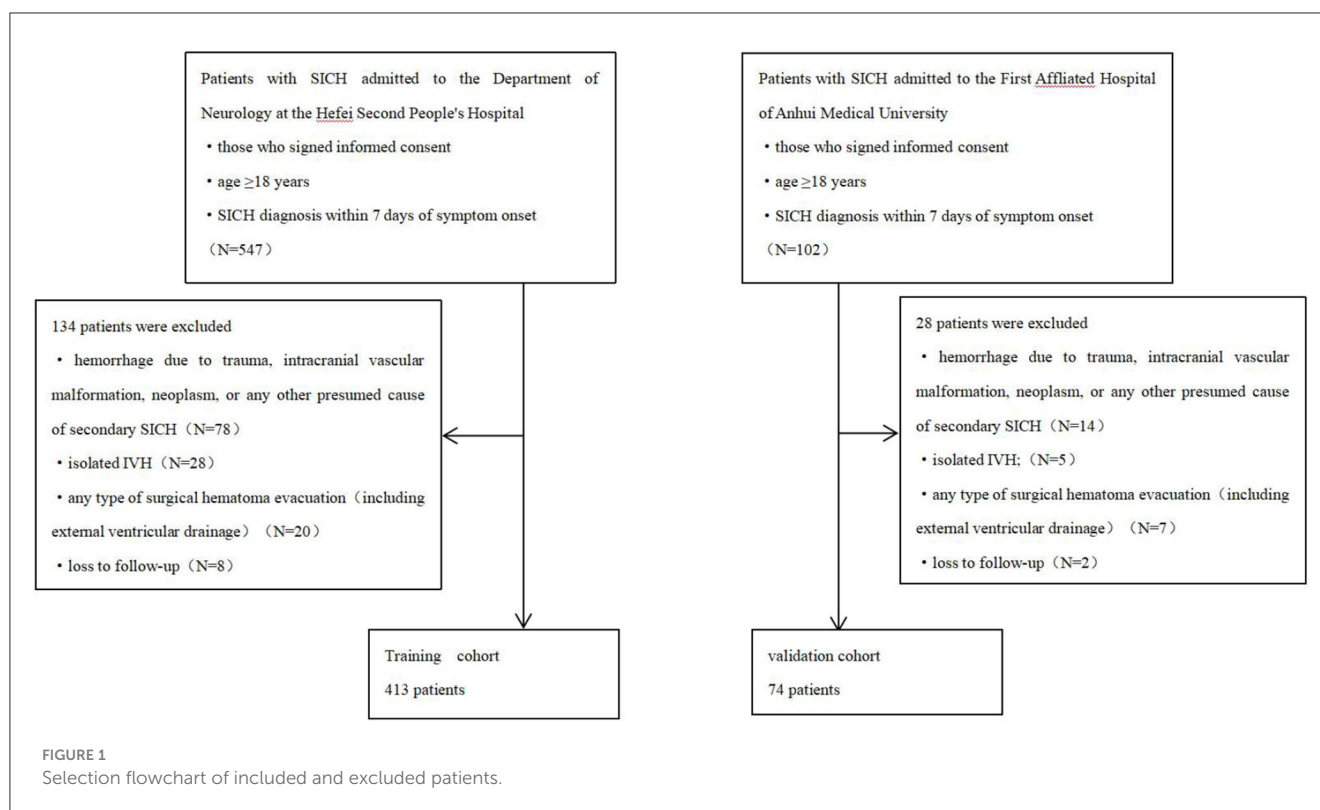 Patients with SICH admitted to the Department of
Neurology at the Hefei Second People's Hospital
• those who signed informed consent
• age ≥18 years
• SICH diagnosis within 7 days of symptom onset
（N=547）
Patients with SICH admitted to the First Affliated Hospital
of Anhui Medical University
• those who signed informed consent
• age ≥18 years
• SICH diagnosis within 7 days of symptom onset
（N=102）
134 patients were excluded
• hemorrhage due to trauma, intracranial vascular
malformation, neoplasm, or any other presumed cause
of secondary SICH（N=78）
• isolated IVH（N=28）
• any type of surgical hematoma evacuation（including
external ventricular drainage）（N=20）
• loss to follow-up（N=8）
28 patients were excluded
• hemorrhage due to trauma, intracranial vascular
malformation, neoplasm, or any other presumed cause
of secondary SICH（N=14）
• isolated IVH;（N=5）
• any type of surgical hematoma evacuation（including
external ventricular drainage）（N=7）
• loss to follow-up（N=2）
Training cohort
413 patients
validation cohort
74 patients
FIGURE 1
Selection flowchart of included and excluded patients.